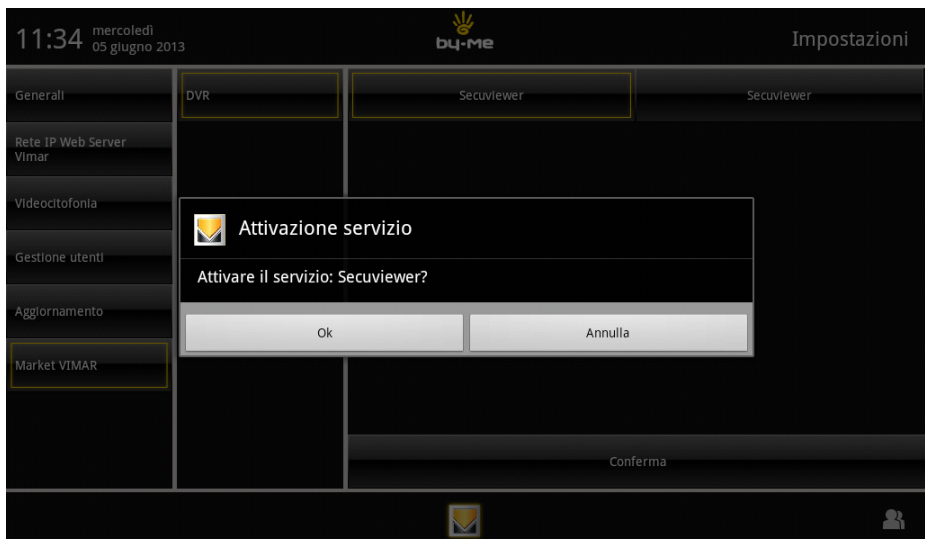 11:34 mercoledì
05 giugno 2013
by-me
Impostazioni
Generali
DVR
Secuviewer
Secuviewer
Rete IP Web Server
Vimar
Videocitofonia
Gestione utenti
Aggiornamento
Market VIMAR
Attivazione servizio
Attivare il servizio: Secuviewer?
Ok
Annulla
Conferma